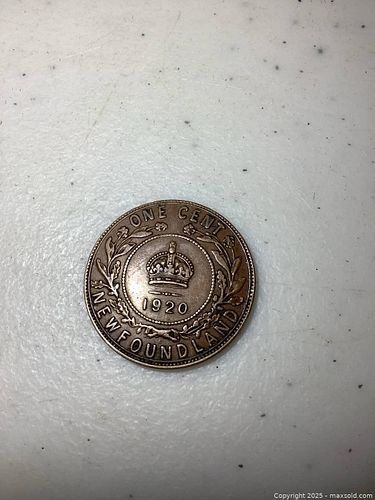 ONE CENT
1920
NEWFOUNDLAND
Copyright 2025 - maxsold.com